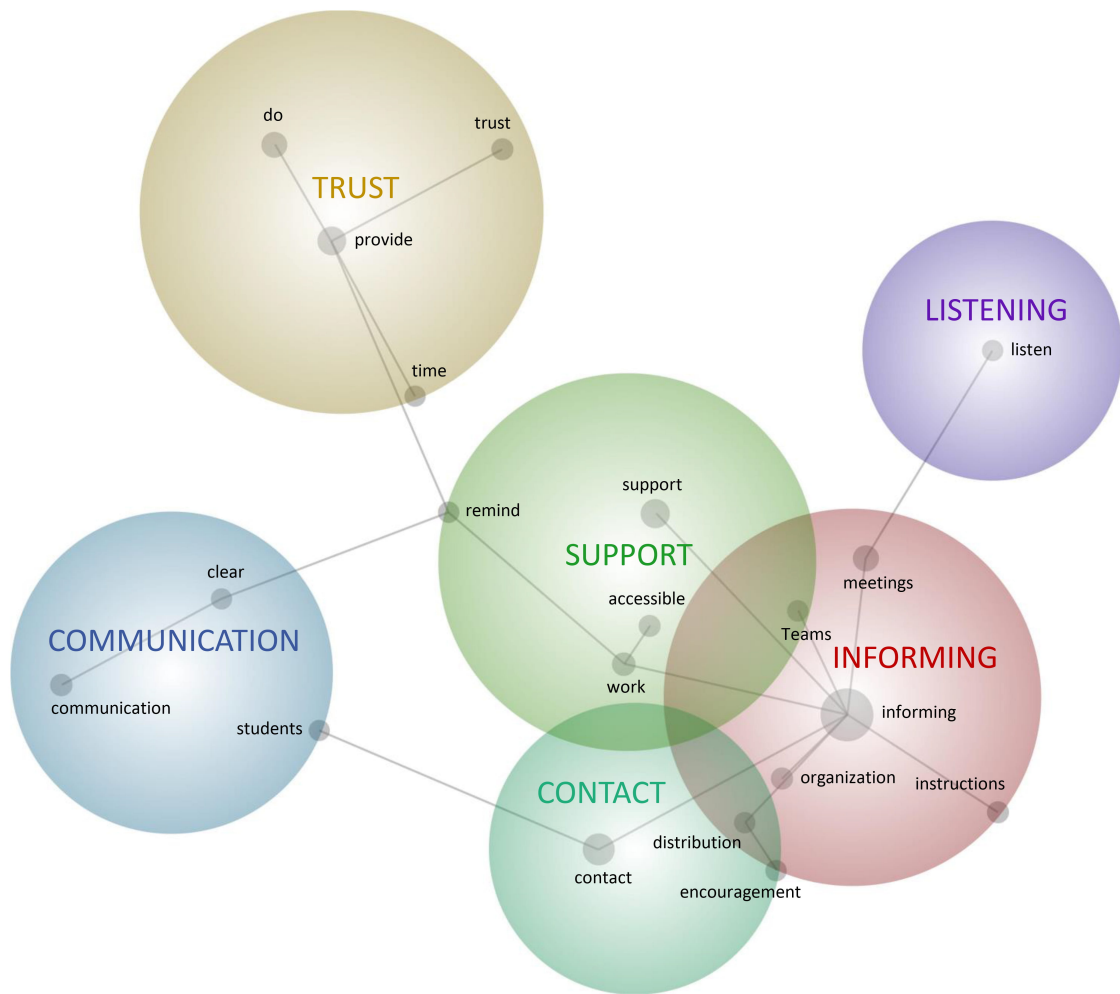 do
trust
TRUST
provide
LISTENING
listen
time
support
remind
SUPPORT
clear
accessible
meetings
Teams
COMMUNICATION
INFORMING
work
communication
informing
students
organization
instructions
CONTACT
distribution
contact
encouragement